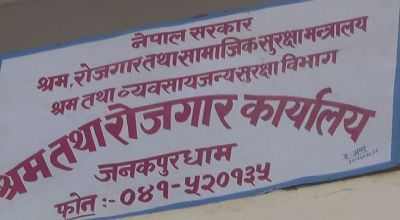 नेपाल सरकार
श्रम, रोजगार तथा सामाजिक सुरक्षा मन्त्रालय
श्रम तथा व्यवसायजन्य सुरक्षा विभाग
श्रम तथा रोजगार कार्यालय
जनकपुरधाम
फोन :- ०४१-५२०१३५